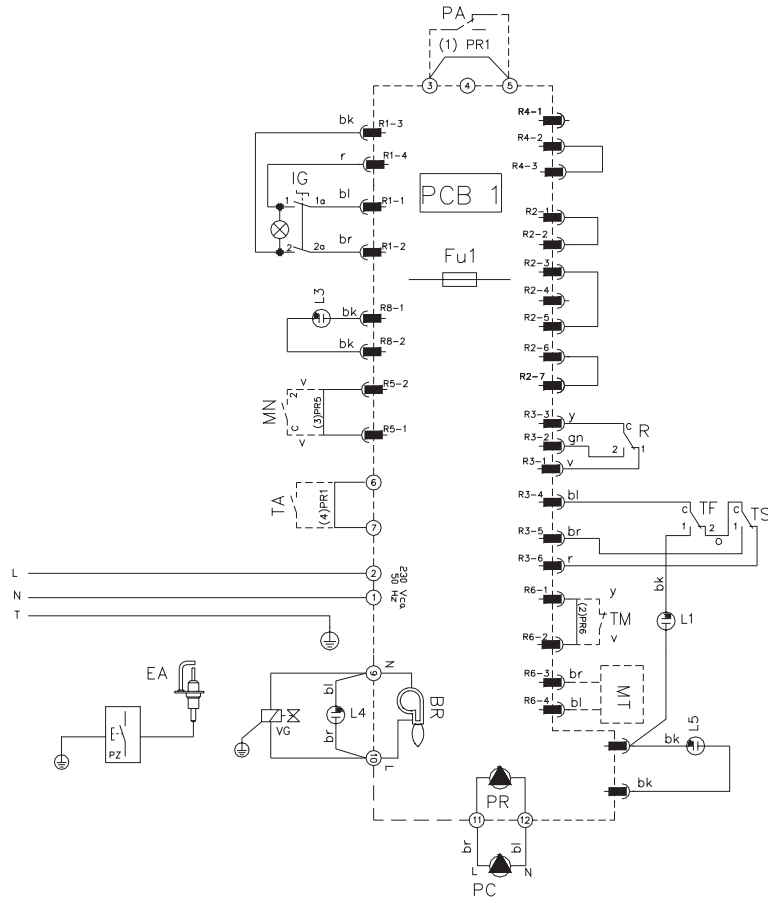 PA
(1) PR1
3 4 5
bk R1-3
r R1-4
IG
1 1a bl R1-1
2 2a br R1-2
PCB 1
Fu1
L3
bk R8-1
bk R8-2
MN
v
2
(3)PR5
C
v
R5-2
R5-1
TA
(4)PR1
6
7
L
N
T
2
1
230 Vca
50 Hz
EA
PZ
VG
bl
br
L4
9 N
10 L
BR
R4-1
R4-2
R4-3
R2-1
R2-2
R2-3
R2-4
R2-5
R2-6
R2-7
R3-3 y
R3-2 gn
R3-1 v
C
2 1
R
R3-4 bl
R3-5 br
R3-6 r
C
1 2
TF
o
C
1
TS
bk
L1
R6-1 y
(2)PR6
TM
R6-2 v
R6-3 br
R6-4 bl
MT
L5
bk
bk
PR
11 12
br bl
L N
PC